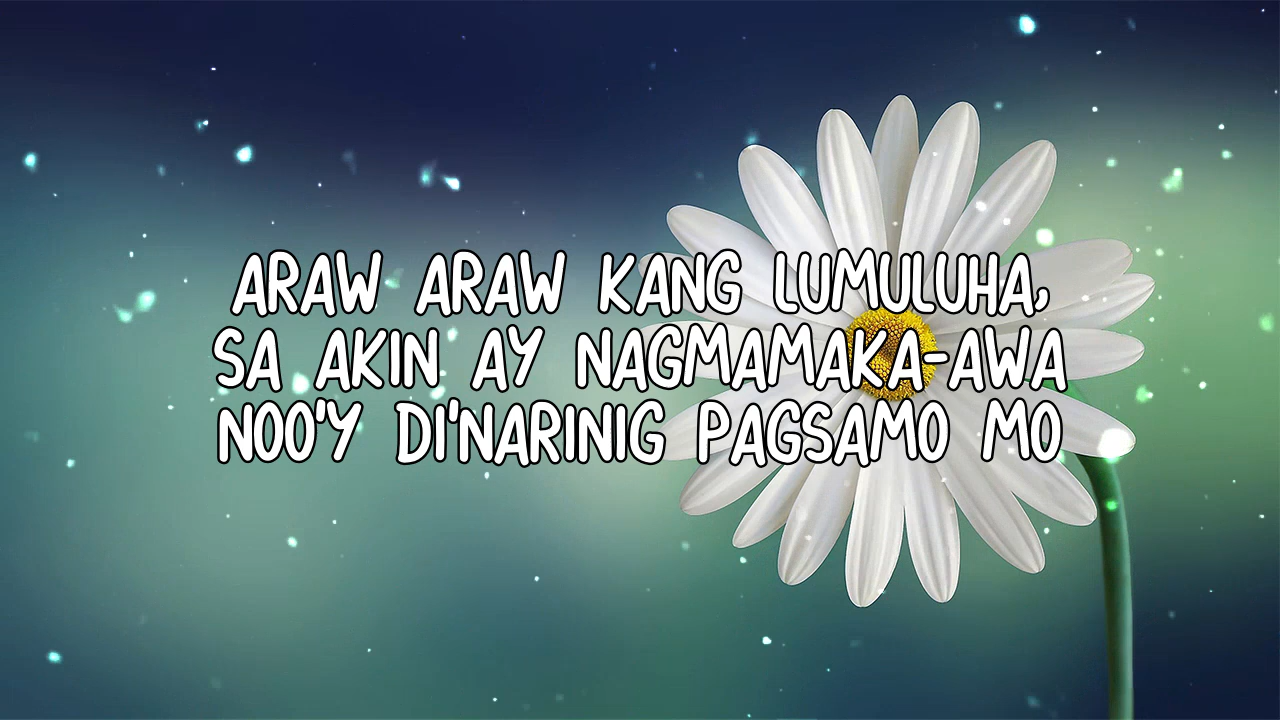 ARAW ARAW KANG LUMULUHA,
SA AKIN AY NAGMAMAKA-AWA
NOO'Y DI'NARINIG PAGSAMO MO